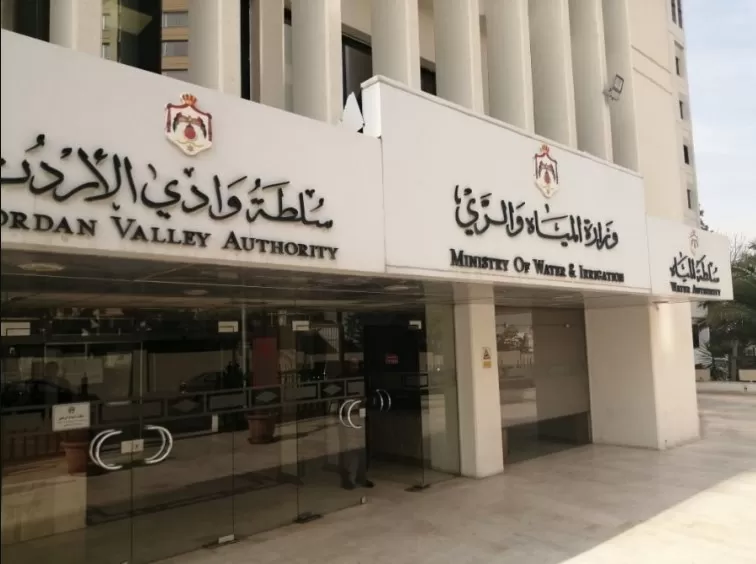 سلطة وادي الأردن
ORDAN VALLEY AUTHORITY
وزارة المياه والري
MINISTRY OF WATER & IRRIGATION
سلطة المياه
WATER AUTHORITY